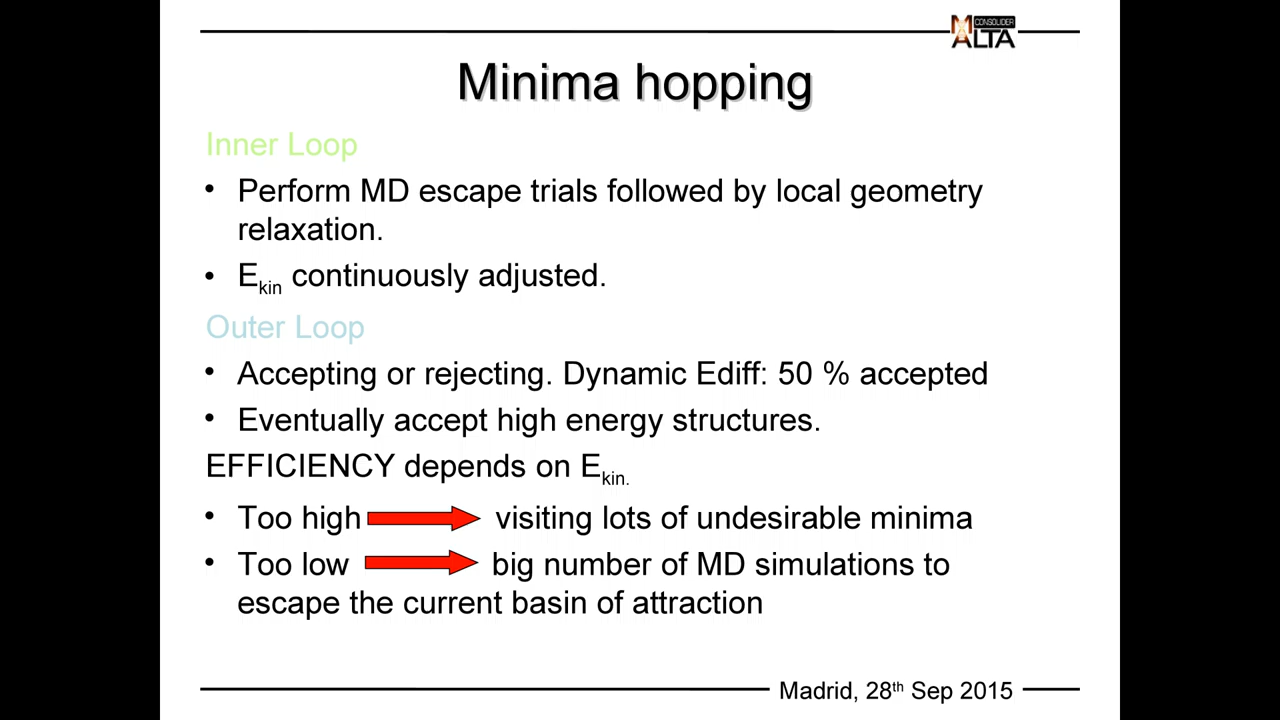 CONSOLIDER
MALTA
Minima hopping
Inner Loop
• Perform MD escape trials followed by local geometry
relaxation.
• Ekin continuously adjusted.
Outer Loop
• Accepting or rejecting. Dynamic Ediff: 50 % accepted
• Eventually accept high energy structures.
EFFICIENCY depends on Ekin.
• Too high visiting lots of undesirable minima
• Too low big number of MD simulations to
escape the current basin of attraction
Madrid, 28th Sep 2015